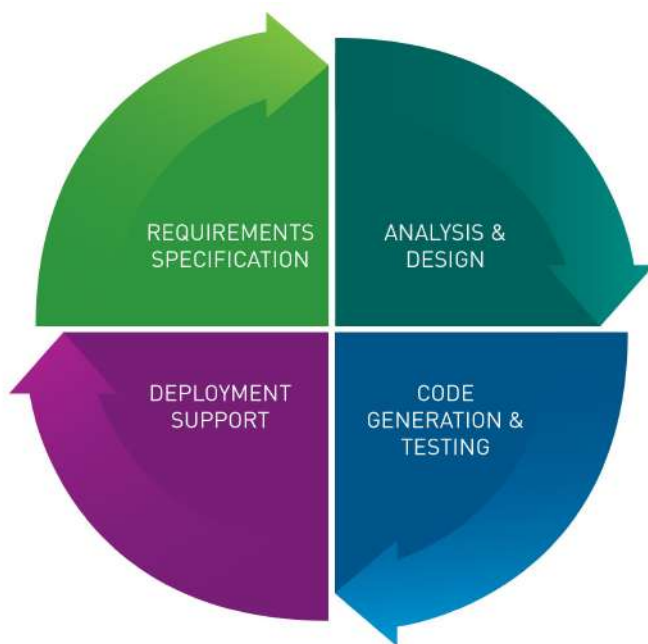 REQUIREMENTS
SPECIFICATION
ANALYSIS &
DESIGN
DEPLOYMENT
SUPPORT
CODE
GENERATION &
TESTING